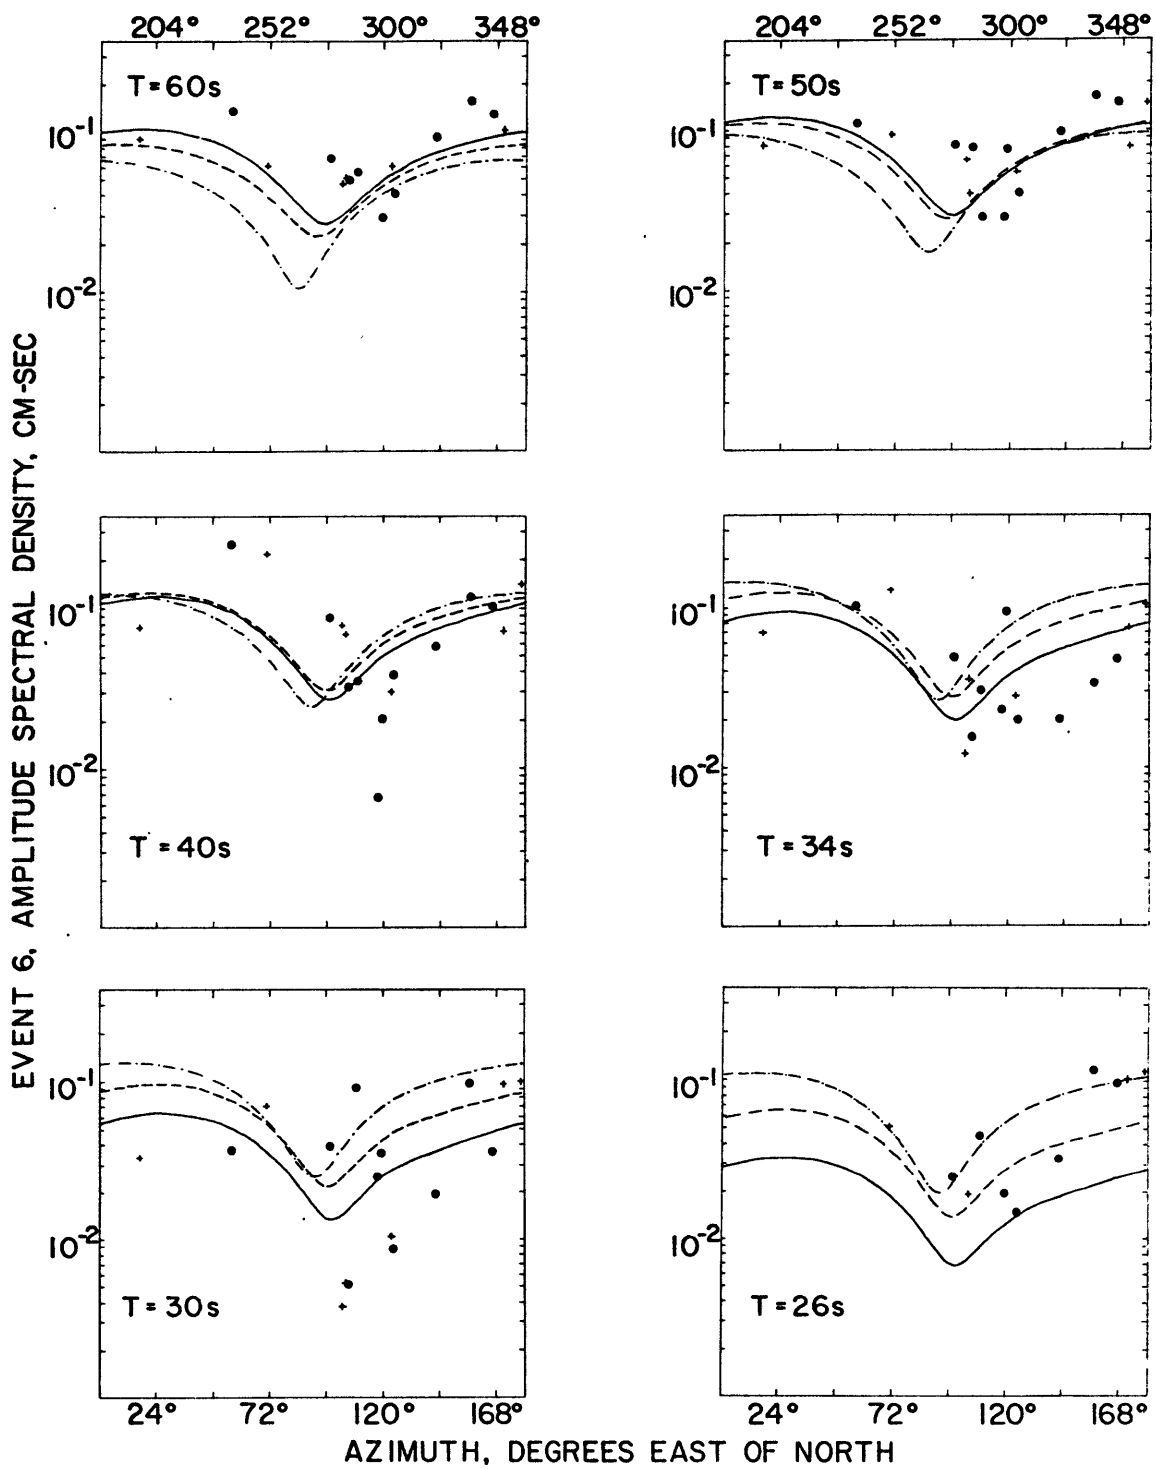 204° 252° 300° 348° 204° 252° 300° 348°
T=60s T=50s
10-1 10-1
10-2 10-2
EVENT 6, AMPLITUDE SPECTRAL DENSITY, CM-SEC
10-1 10-1
10-2 10-2
T=40s T=34s
10-1 10-1
10-2 10-2
T=30s T=26s
24° 72° 120° 168° 24° 72° 120° 168°
AZIMUTH, DEGREES EAST OF NORTH